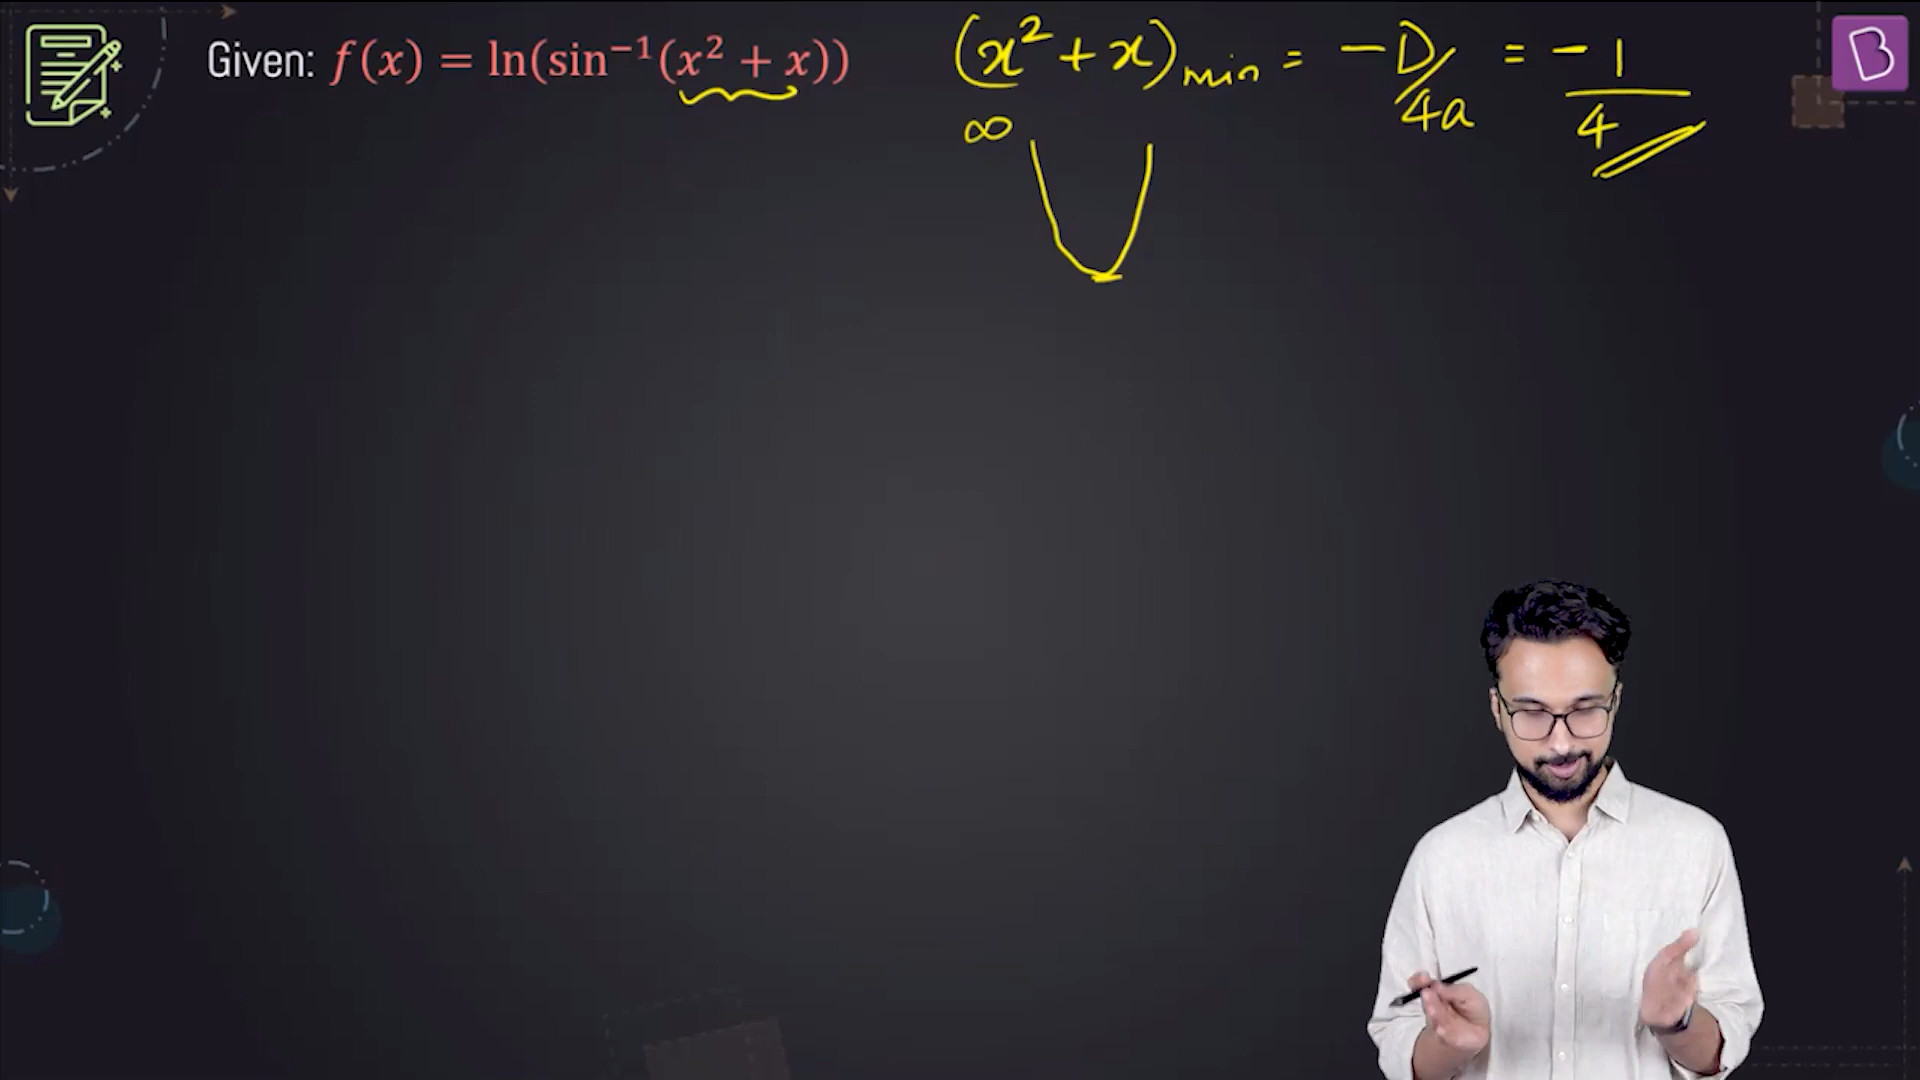 Given: f(x) = ln(sin⁻¹(x² + x))
(x² + x)min = -D/4a = -1/4
∞
B